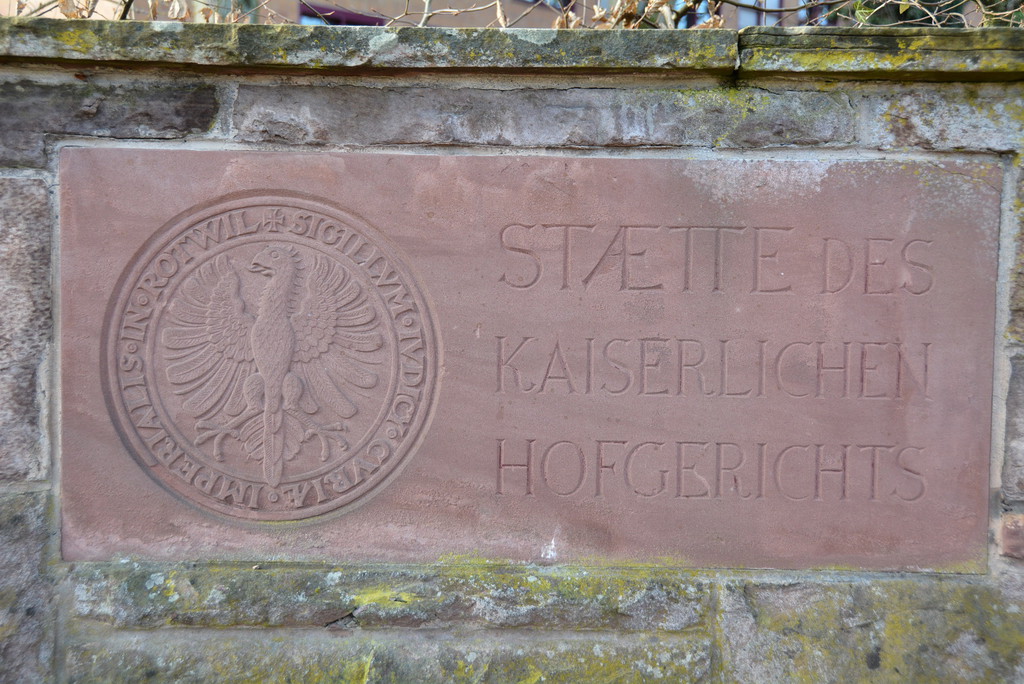 ✠ SIGILLVM · IVDICII · CVRIÆ · IMPERIALIS · IN · ROTWIL
STÆTTE DES
KAISERLICHEN
HOFGERICHTS